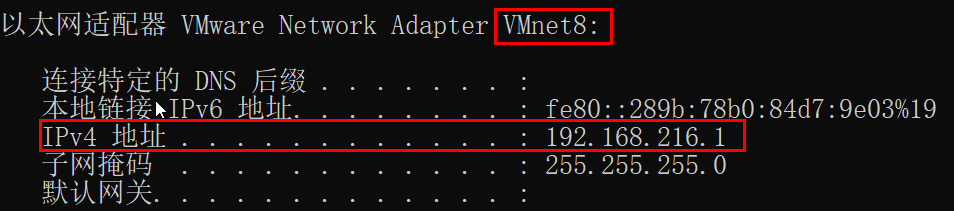 以太网适配器 VMware Network Adapter VMnet8:
连接特定的 DNS 后缀 . . . . . . . :
本地链接 IPv6 地址. . . . . . . . : fe80::289b:78b0:84d7:9e03%19
IPv4 地址 . . . . . . . . . . . . : 192.168.216.1
子网掩码 . . . . . . . . . . . . : 255.255.255.0
默认网关. . . . . . . . . . . . . :